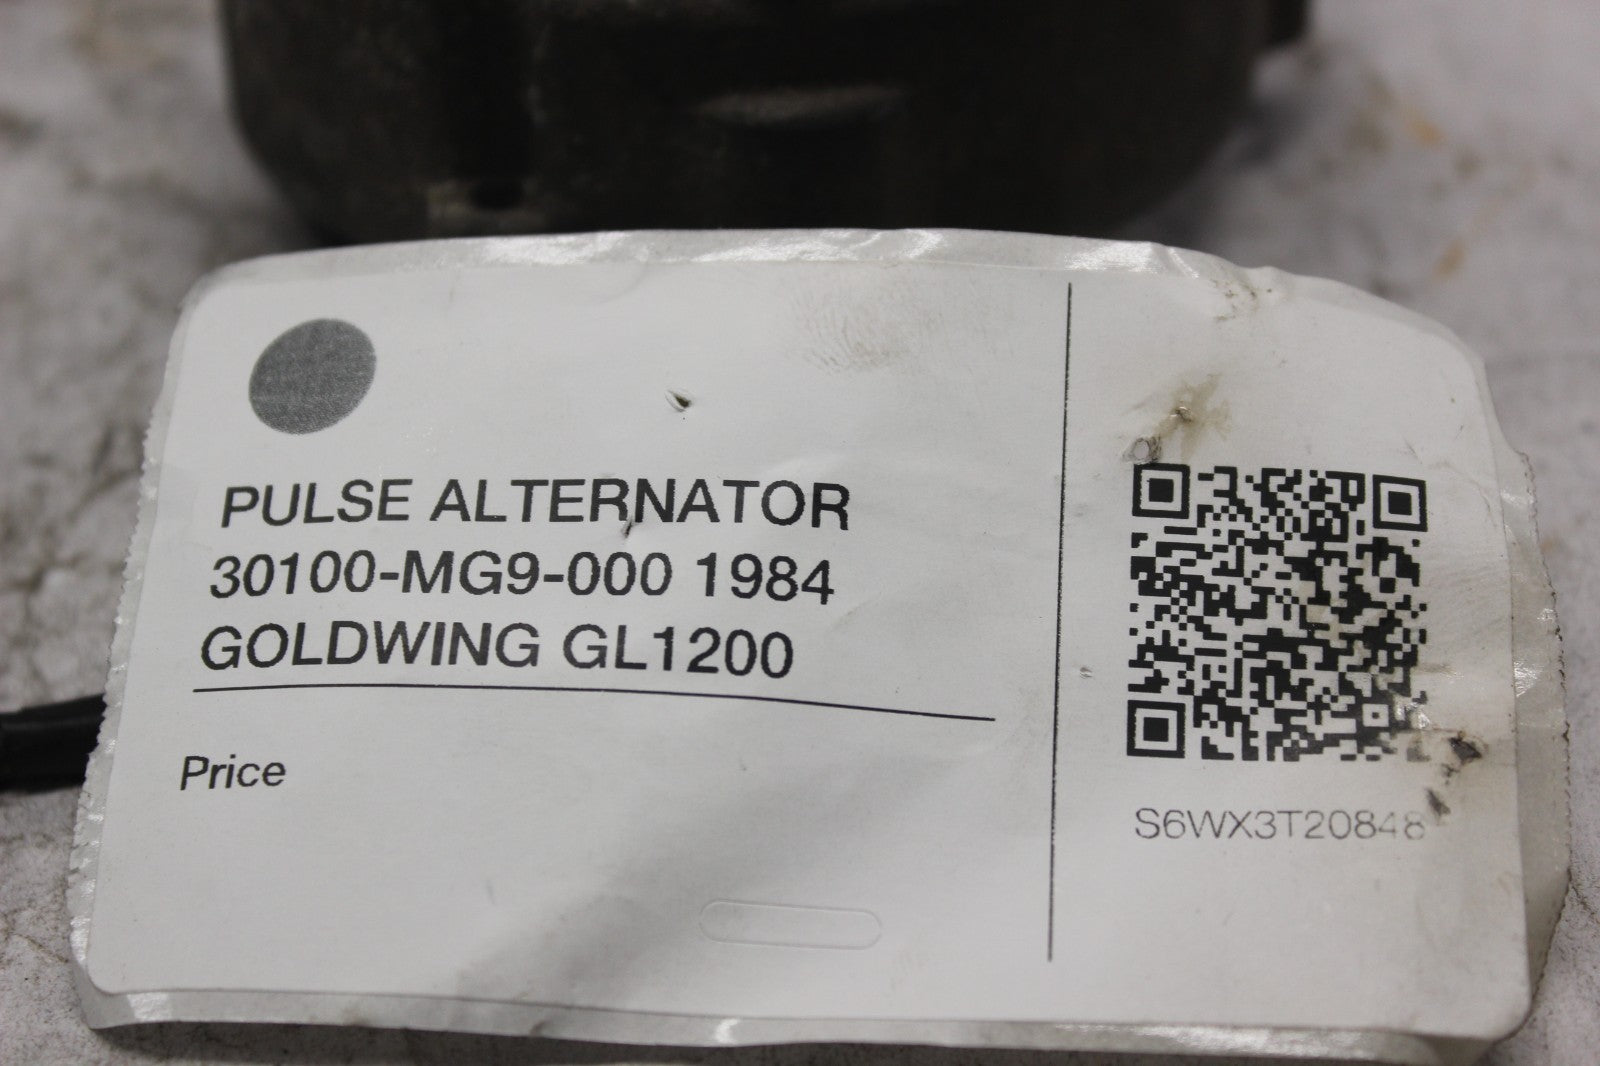 PULSE ALTERNATOR
30100-MG9-000 1984
GOLDWING GL1200
Price
S6WX3T20848